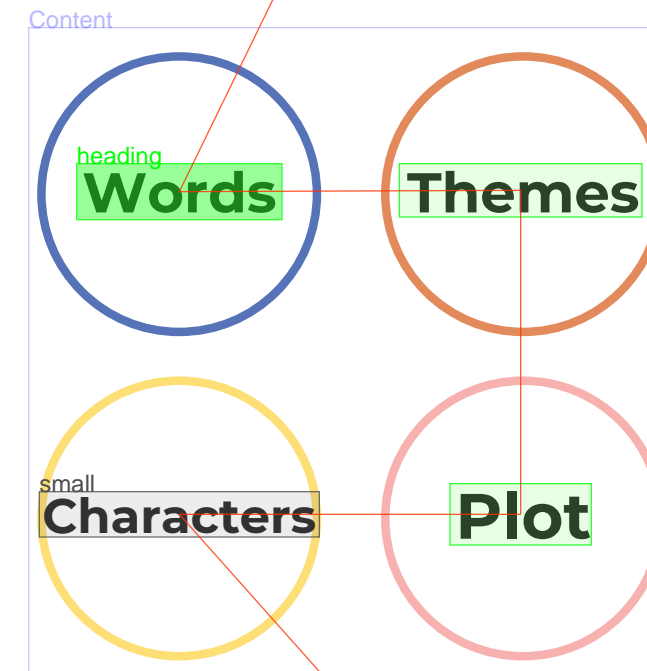 Content
heading
Words
Themes
small
Characters
Plot